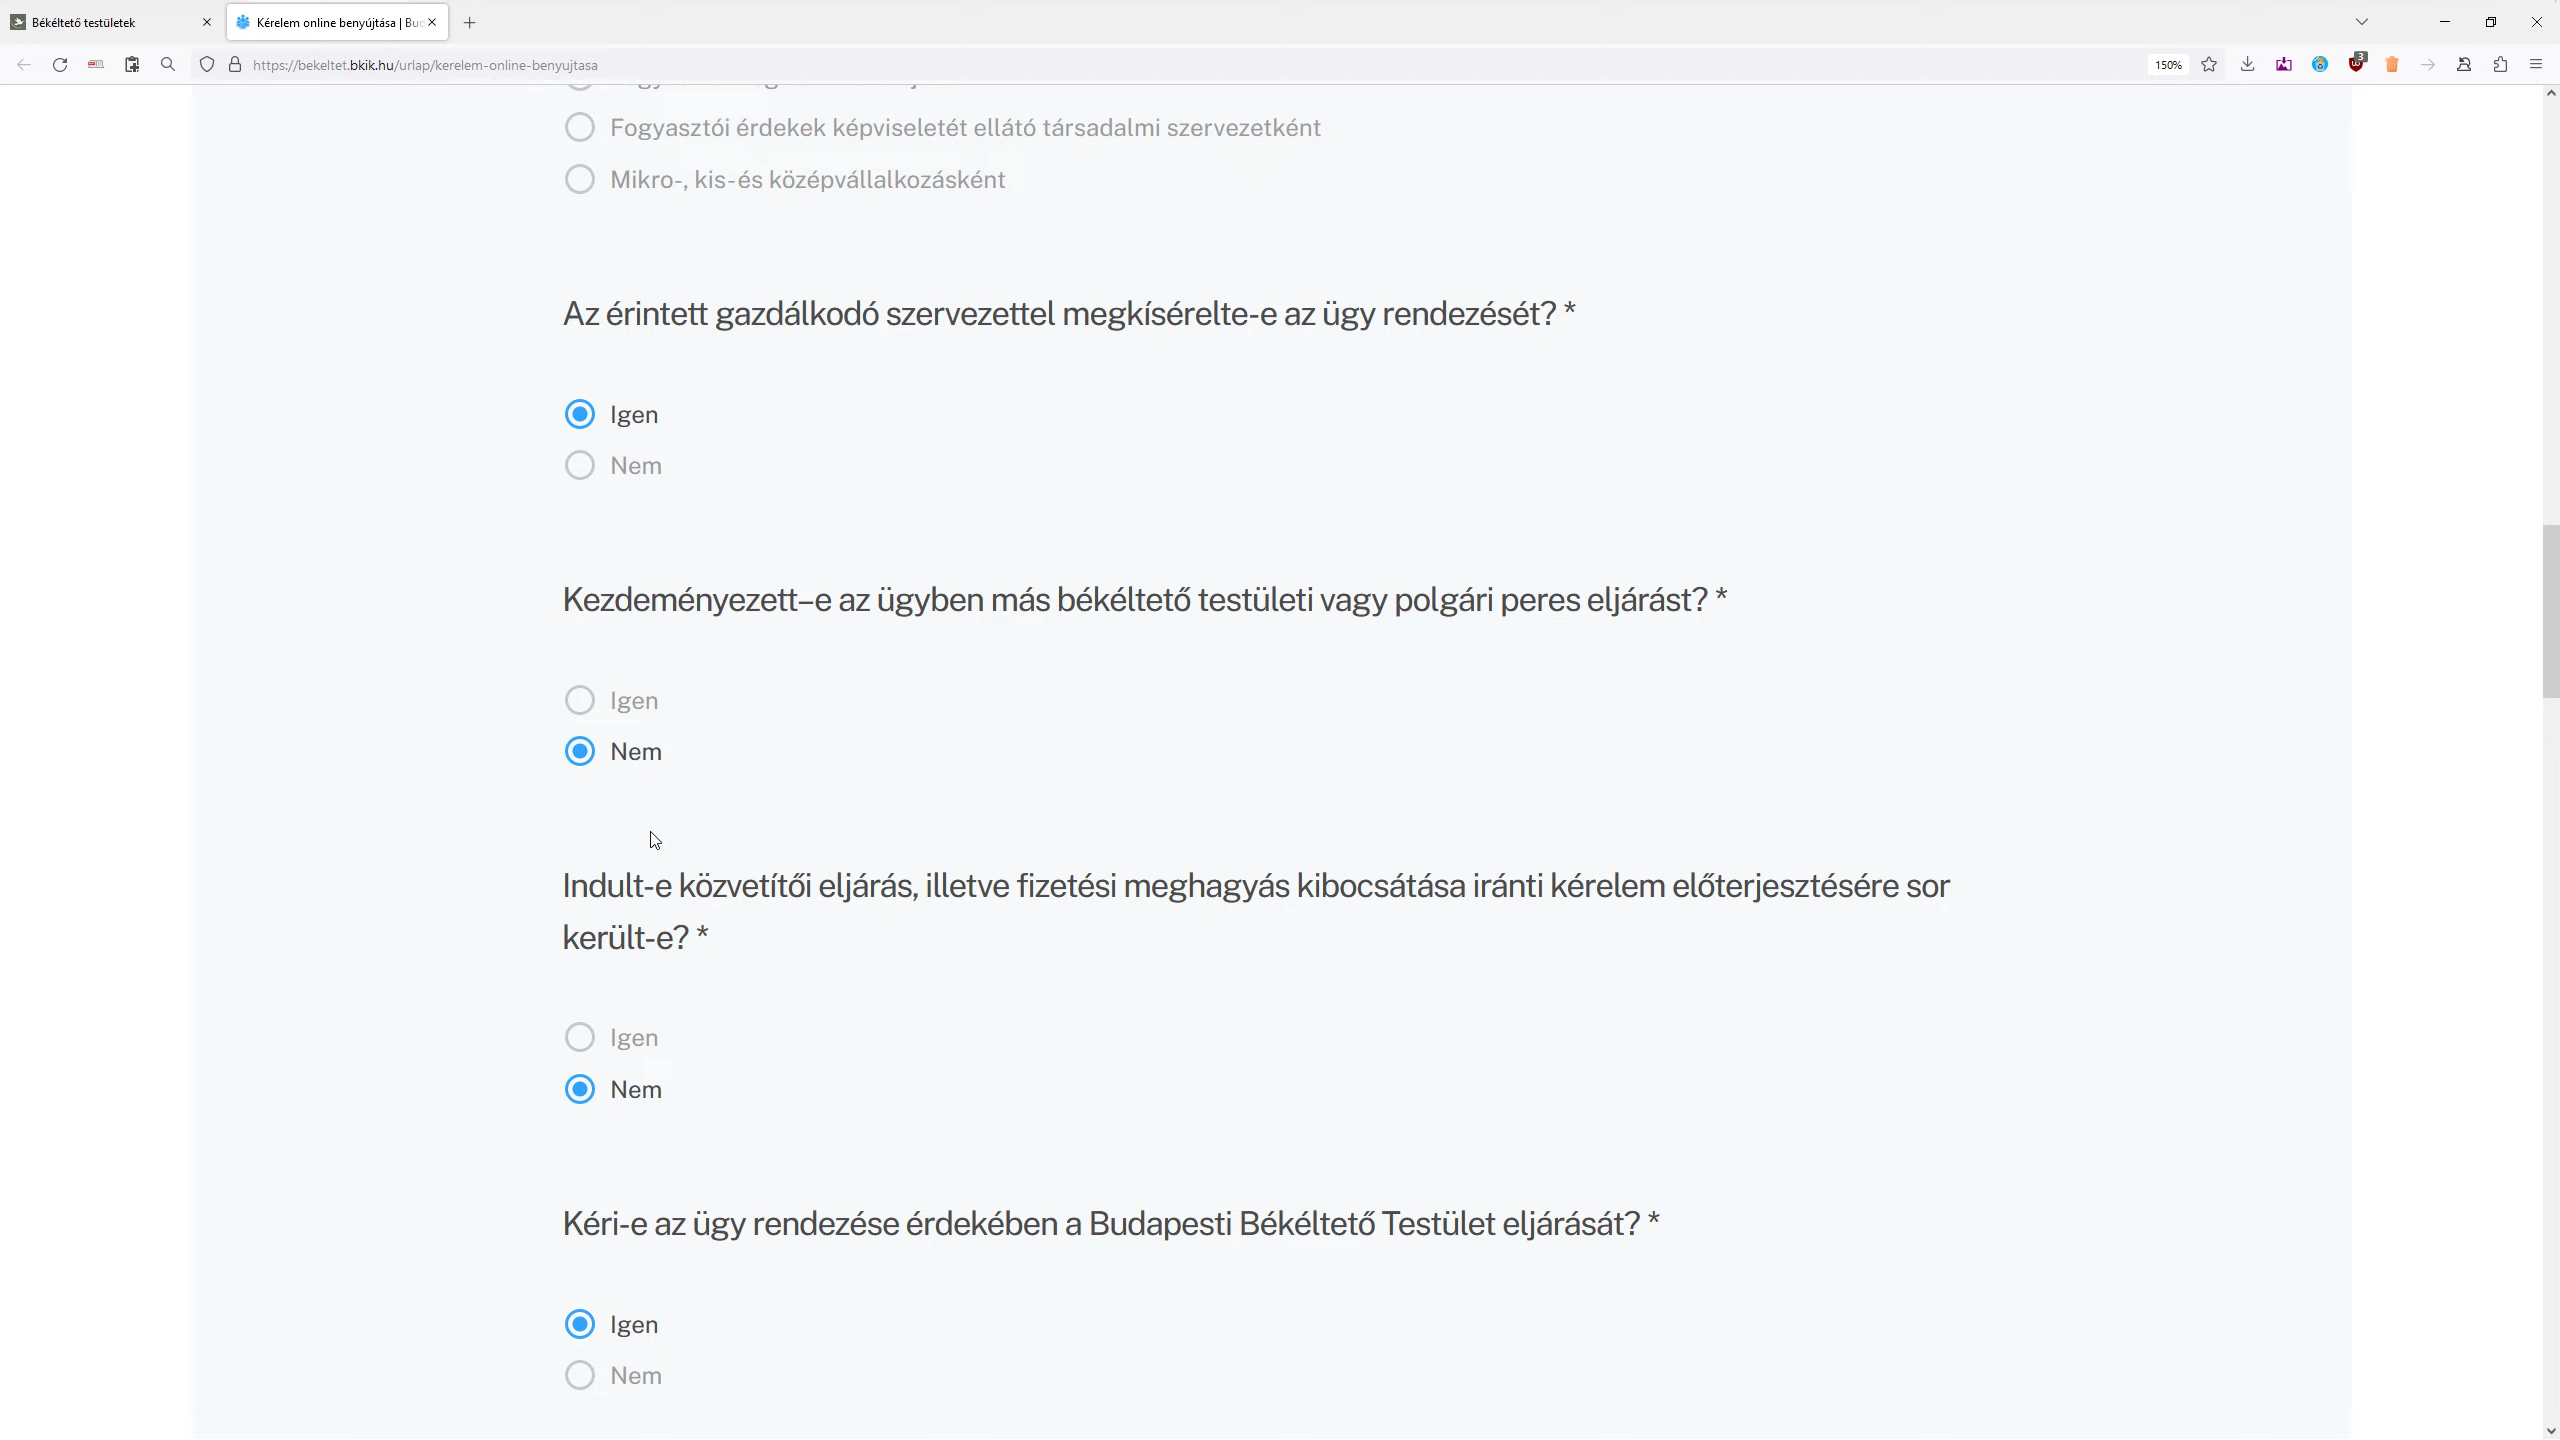 Békéltető testületek
Kérelem online benyújtása | Bu
https://bekeltet.bkik.hu/urlap/kerelem-online-benyujtasa
150%
3
Fogyasztói érdekek képviseletét ellátó társadalmi szervezetként
Mikro-, kis- és középvállalkozásként
Az érintett gazdálkodó szervezettel megkísérelte-e az ügy rendezését? *
Igen
Nem
Kezdeményezett–e az ügyben más békéltető testületi vagy polgári peres eljárást? *
Igen
Nem
Indult-e közvetítői eljárás, illetve fizetési meghagyás kibocsátása iránti kérelem előterjesztésére sor
került-e? *
Igen
Nem
Kéri-e az ügy rendezése érdekében a Budapesti Békéltető Testület eljárását? *
Igen
Nem